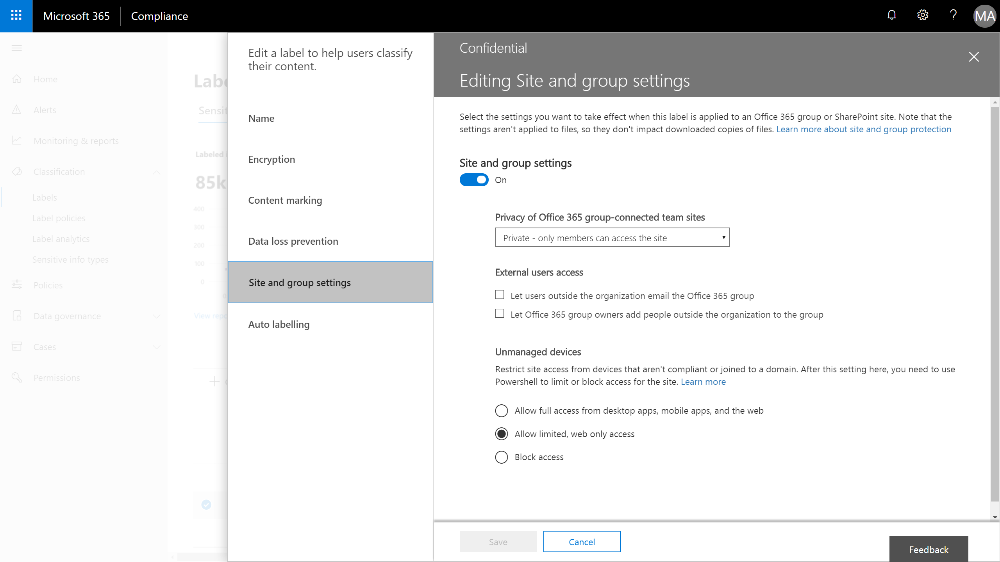 Microsoft 365
Compliance
MA
Home
Alerts
Monitoring & reports
Classification
Labels
Label policies
Label analytics
Sensitive info types
Policies
Data governance
Cases
Permissions
Labeled
85k
400
300
200
100
0
View
Edit a label to help users classify
their content.
Name
Encryption
Content marking
Data loss prevention
Site and group settings
Auto labelling
Confidential
Editing Site and group settings
Select the settings you want to take effect when this label is applied to an Office 365 group or SharePoint site. Note that the
settings aren't applied to files, so they don't impact downloaded copies of files. Learn more about site and group protection
Site and group settings
On
Privacy of Office 365 group-connected team sites
Private - only members can access the site
External users access
Let users outside the organization email the Office 365 group
Let Office 365 group owners add people outside the organization to the group
Unmanaged devices
Restrict site access from devices that aren't compliant or joined to a domain. After this setting here, you need to use
Powershell to limit or block access for the site. Learn more
Allow full access from desktop apps, mobile apps, and the web
Allow limited, web only access
Block access
Save
Cancel
Feedback